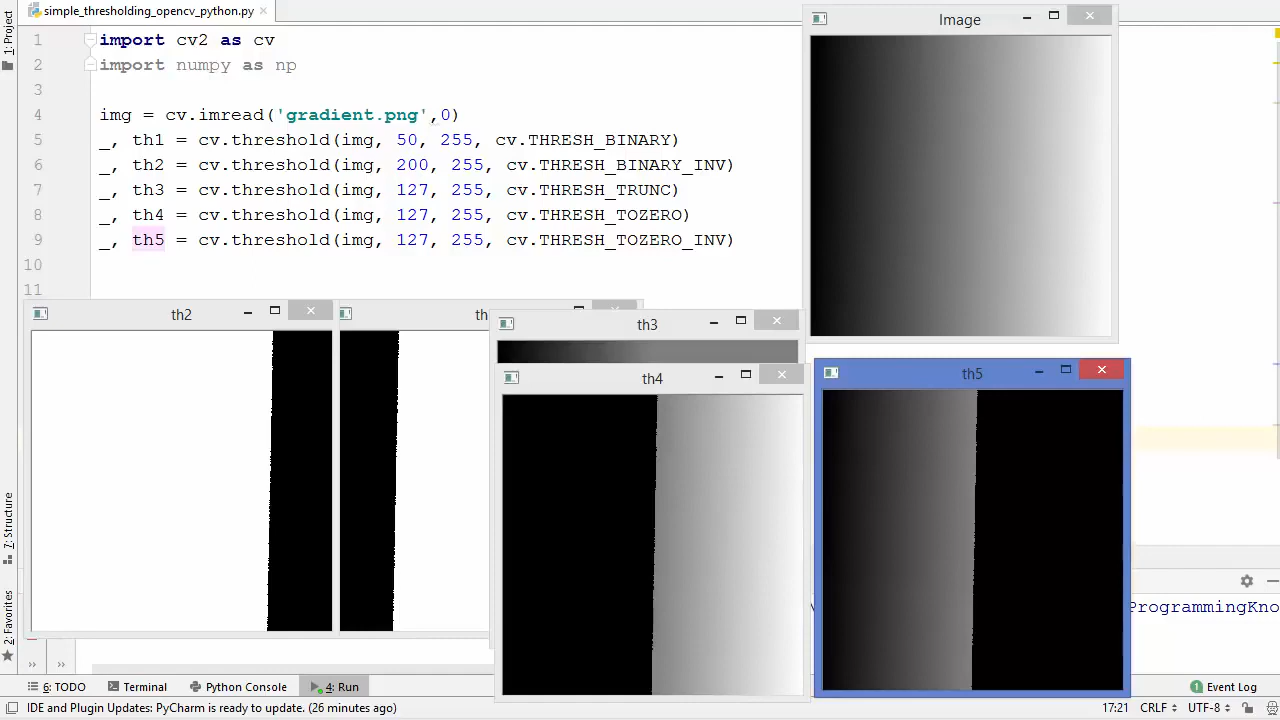 simple_thresholding_opencv_python.py
1: Project
1 import cv2 as cv
2 import numpy as np
3
4 img = cv.imread('gradient.png',0)
5 _, th1 = cv.threshold(img, 50, 255, cv.THRESH_BINARY)
6 _, th2 = cv.threshold(img, 200, 255, cv.THRESH_BINARY_INV)
7 _, th3 = cv.threshold(img, 127, 255, cv.THRESH_TRUNC)
8 _, th4 = cv.threshold(img, 127, 255, cv.THRESH_TOZERO)
9 _, th5 = cv.threshold(img, 127, 255, cv.THRESH_TOZERO_INV)
10
11
Image
th2
th
th3
th4
th5
7: Structure
2: Favorites
ProgrammingKno
6: TODO Terminal Python Console 4: Run Event Log
IDE and Plugin Updates: PyCharm is ready to update. (26 minutes ago) 17:21 CRLF UTF-8